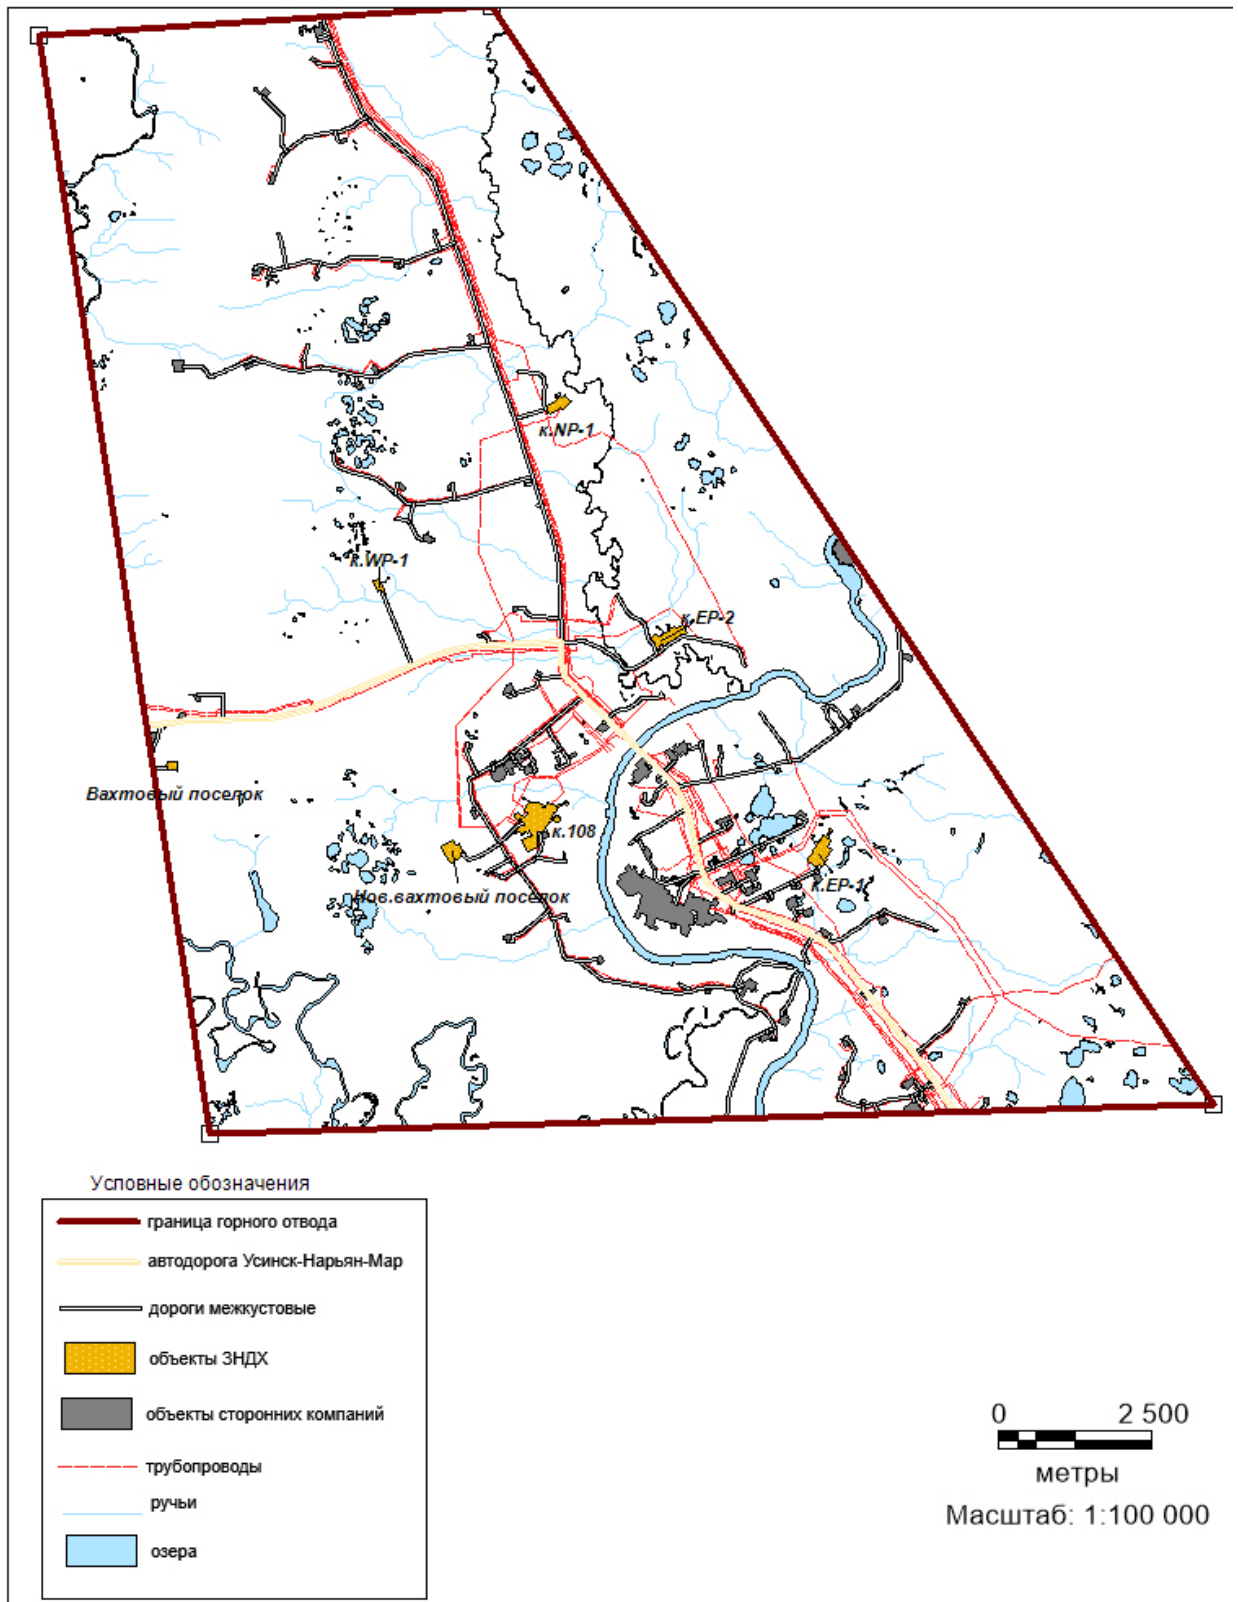 к.NP-1
к.WP-1
к.EP-2
Вахтовый поселок
к.108
к.EP-1
Нов.вахтовый поселок
Условные обозначения
граница горного отвода
автодорога Усинск-Нарьян-Мар
дороги межкустовые
объекты ЗНДХ
объекты сторонних компаний
трубопроводы
ручьи
озера
0 2 500
метры
Масштаб: 1:100 000